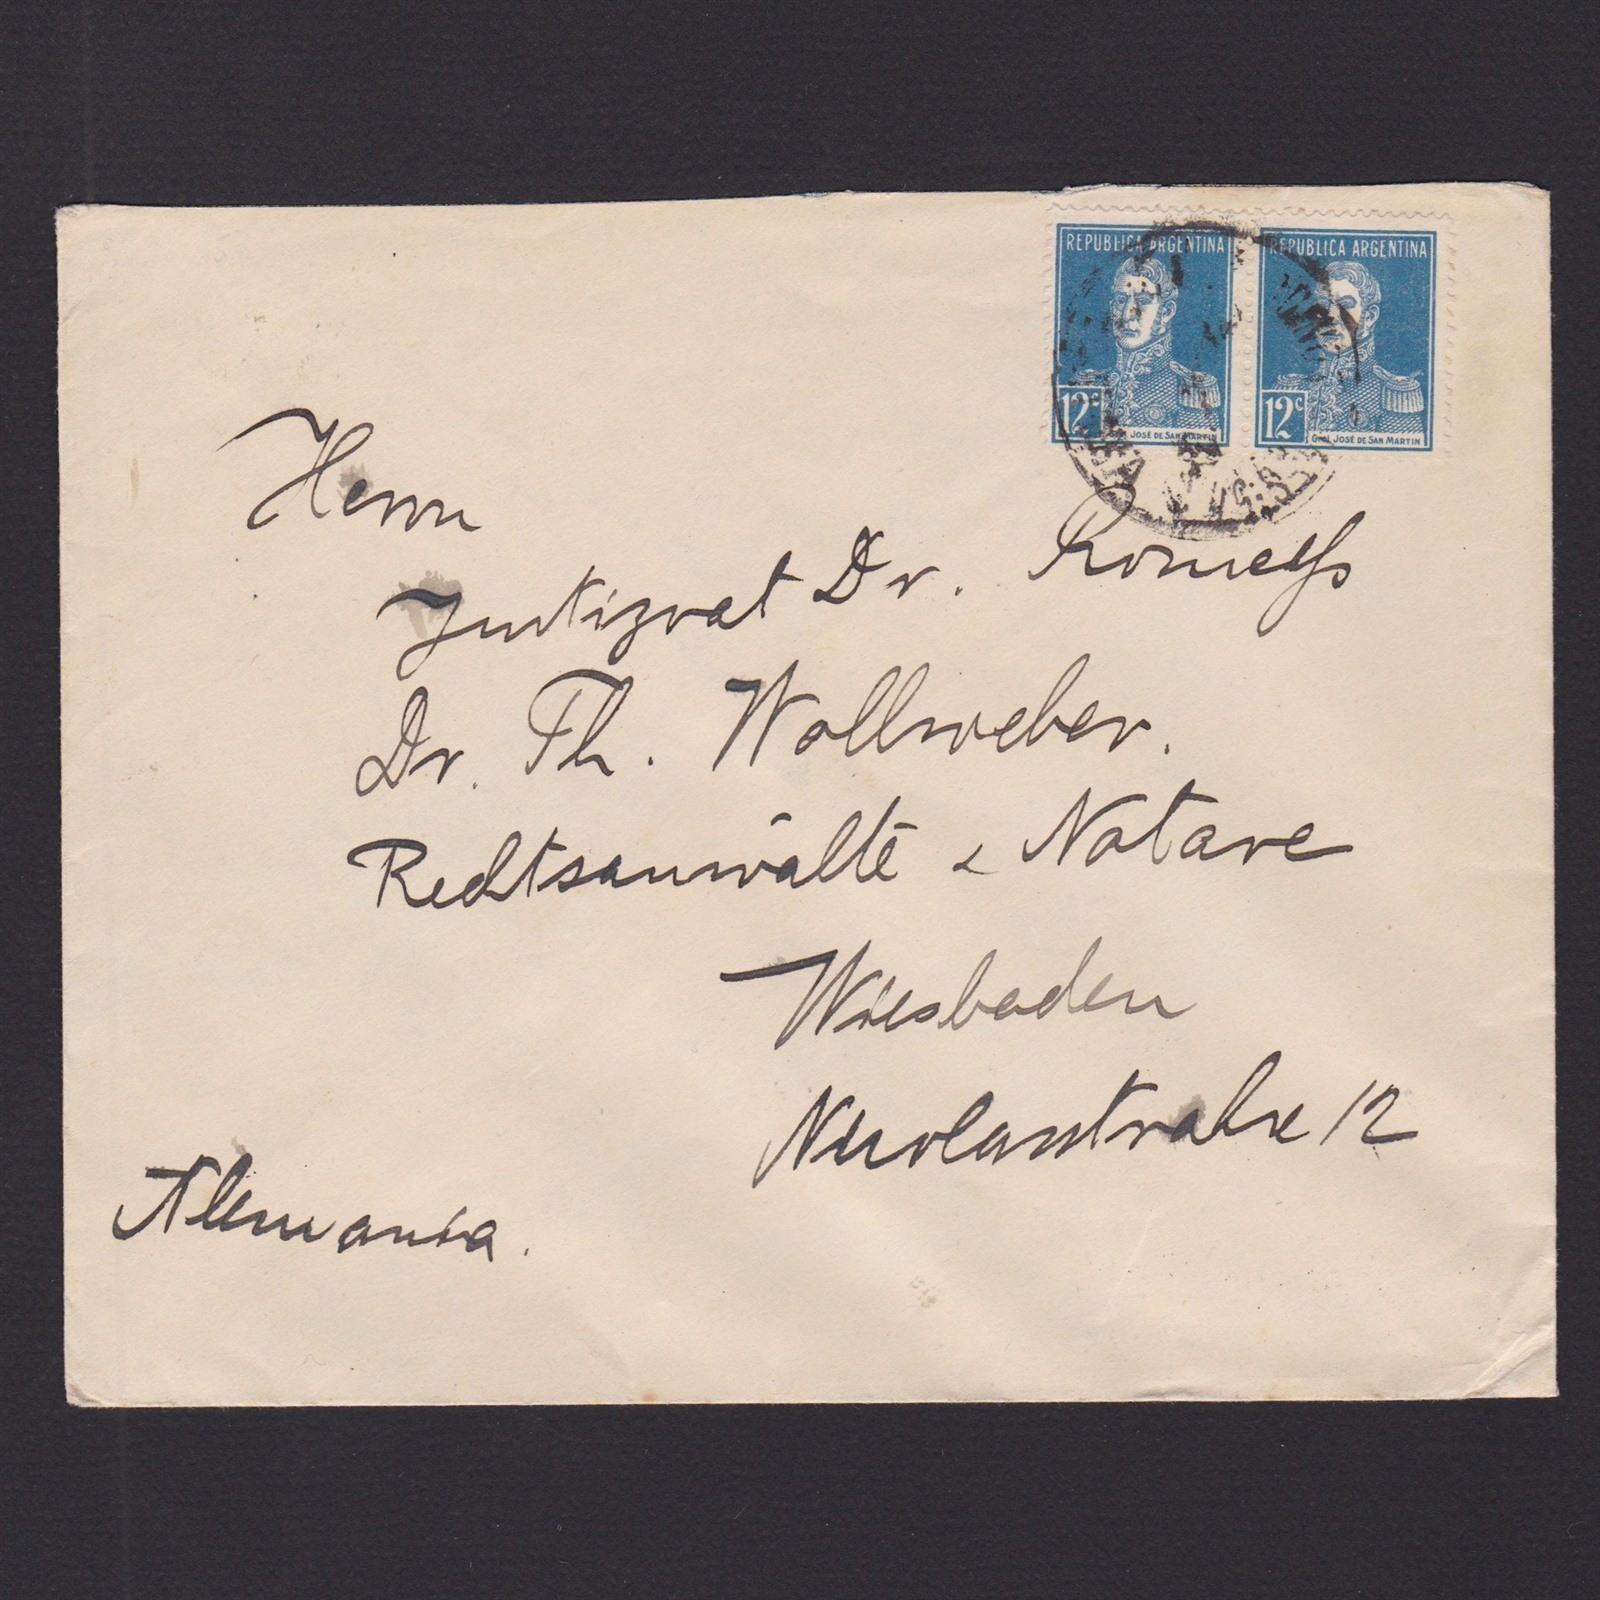 REPUBLICA ARGENTINA REPUBLICA ARGENTINA
12c 12c
JOSÉ DE SAN MARTIN Gral. JOSÉ DE SAN MARTIN
Herrn
Justizrat Dr. Romeiß
Dr. Th. Wollweber.
Rechtsanwälte & Notare
Wiesbaden
Nicolasstraße 12
Alemania.